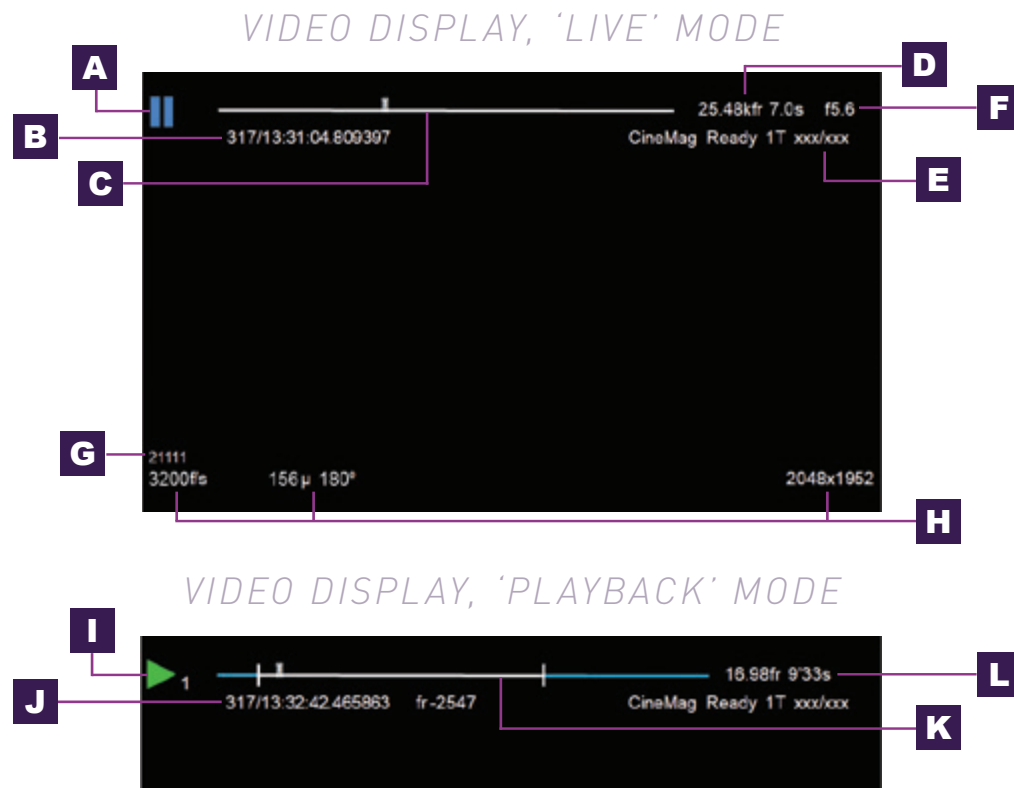 VIDEO DISPLAY, ‘LIVE’ MODE
A
D
25.48kfr 7.0s f5.6
F
B
317/13:31:04.809397
CineMag Ready 1T xxx/xxx
C
E
G
21111
3200f/s 156µ 180° 2048x1952
H
VIDEO DISPLAY, ‘PLAYBACK’ MODE
I
1
16.98fr 9'33s
L
J
317/13:32:42.465863 fr-2547
CineMag Ready 1T xxx/xxx
K